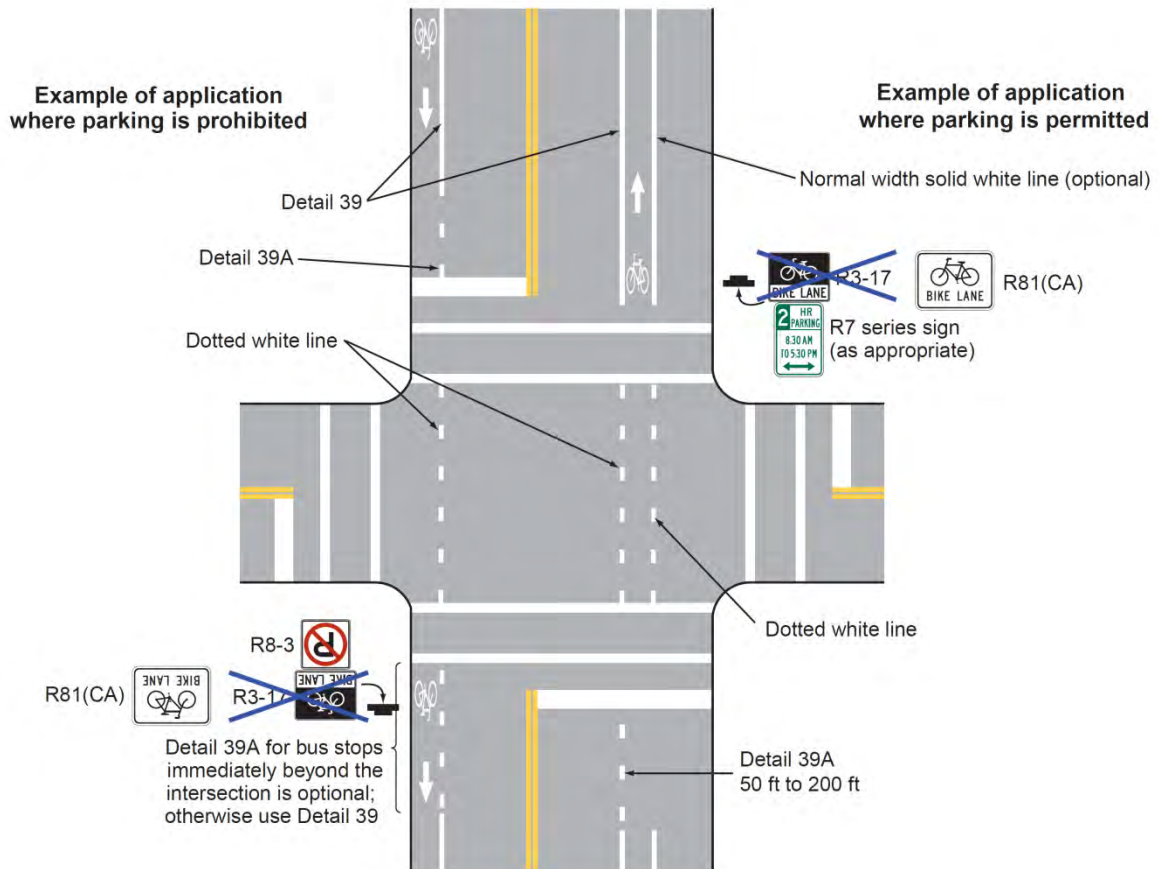 Example of application
where parking is prohibited
Example of application
where parking is permitted
Normal width solid white line (optional)
Detail 39
Detail 39A
R3-17
BIKE LANE
BIKE LANE
R81(CA)
2 HR
PARKING
8.30 AM
TO 5:30 PM
R7 series sign
(as appropriate)
Dotted white line
Dotted white line
R8-3
P
R81(CA)
BIKE LANE
R3-17
BIKE LANE
Detail 39A for bus stops
immediately beyond the
intersection is optional;
otherwise use Detail 39
Detail 39A
50 ft to 200 ft